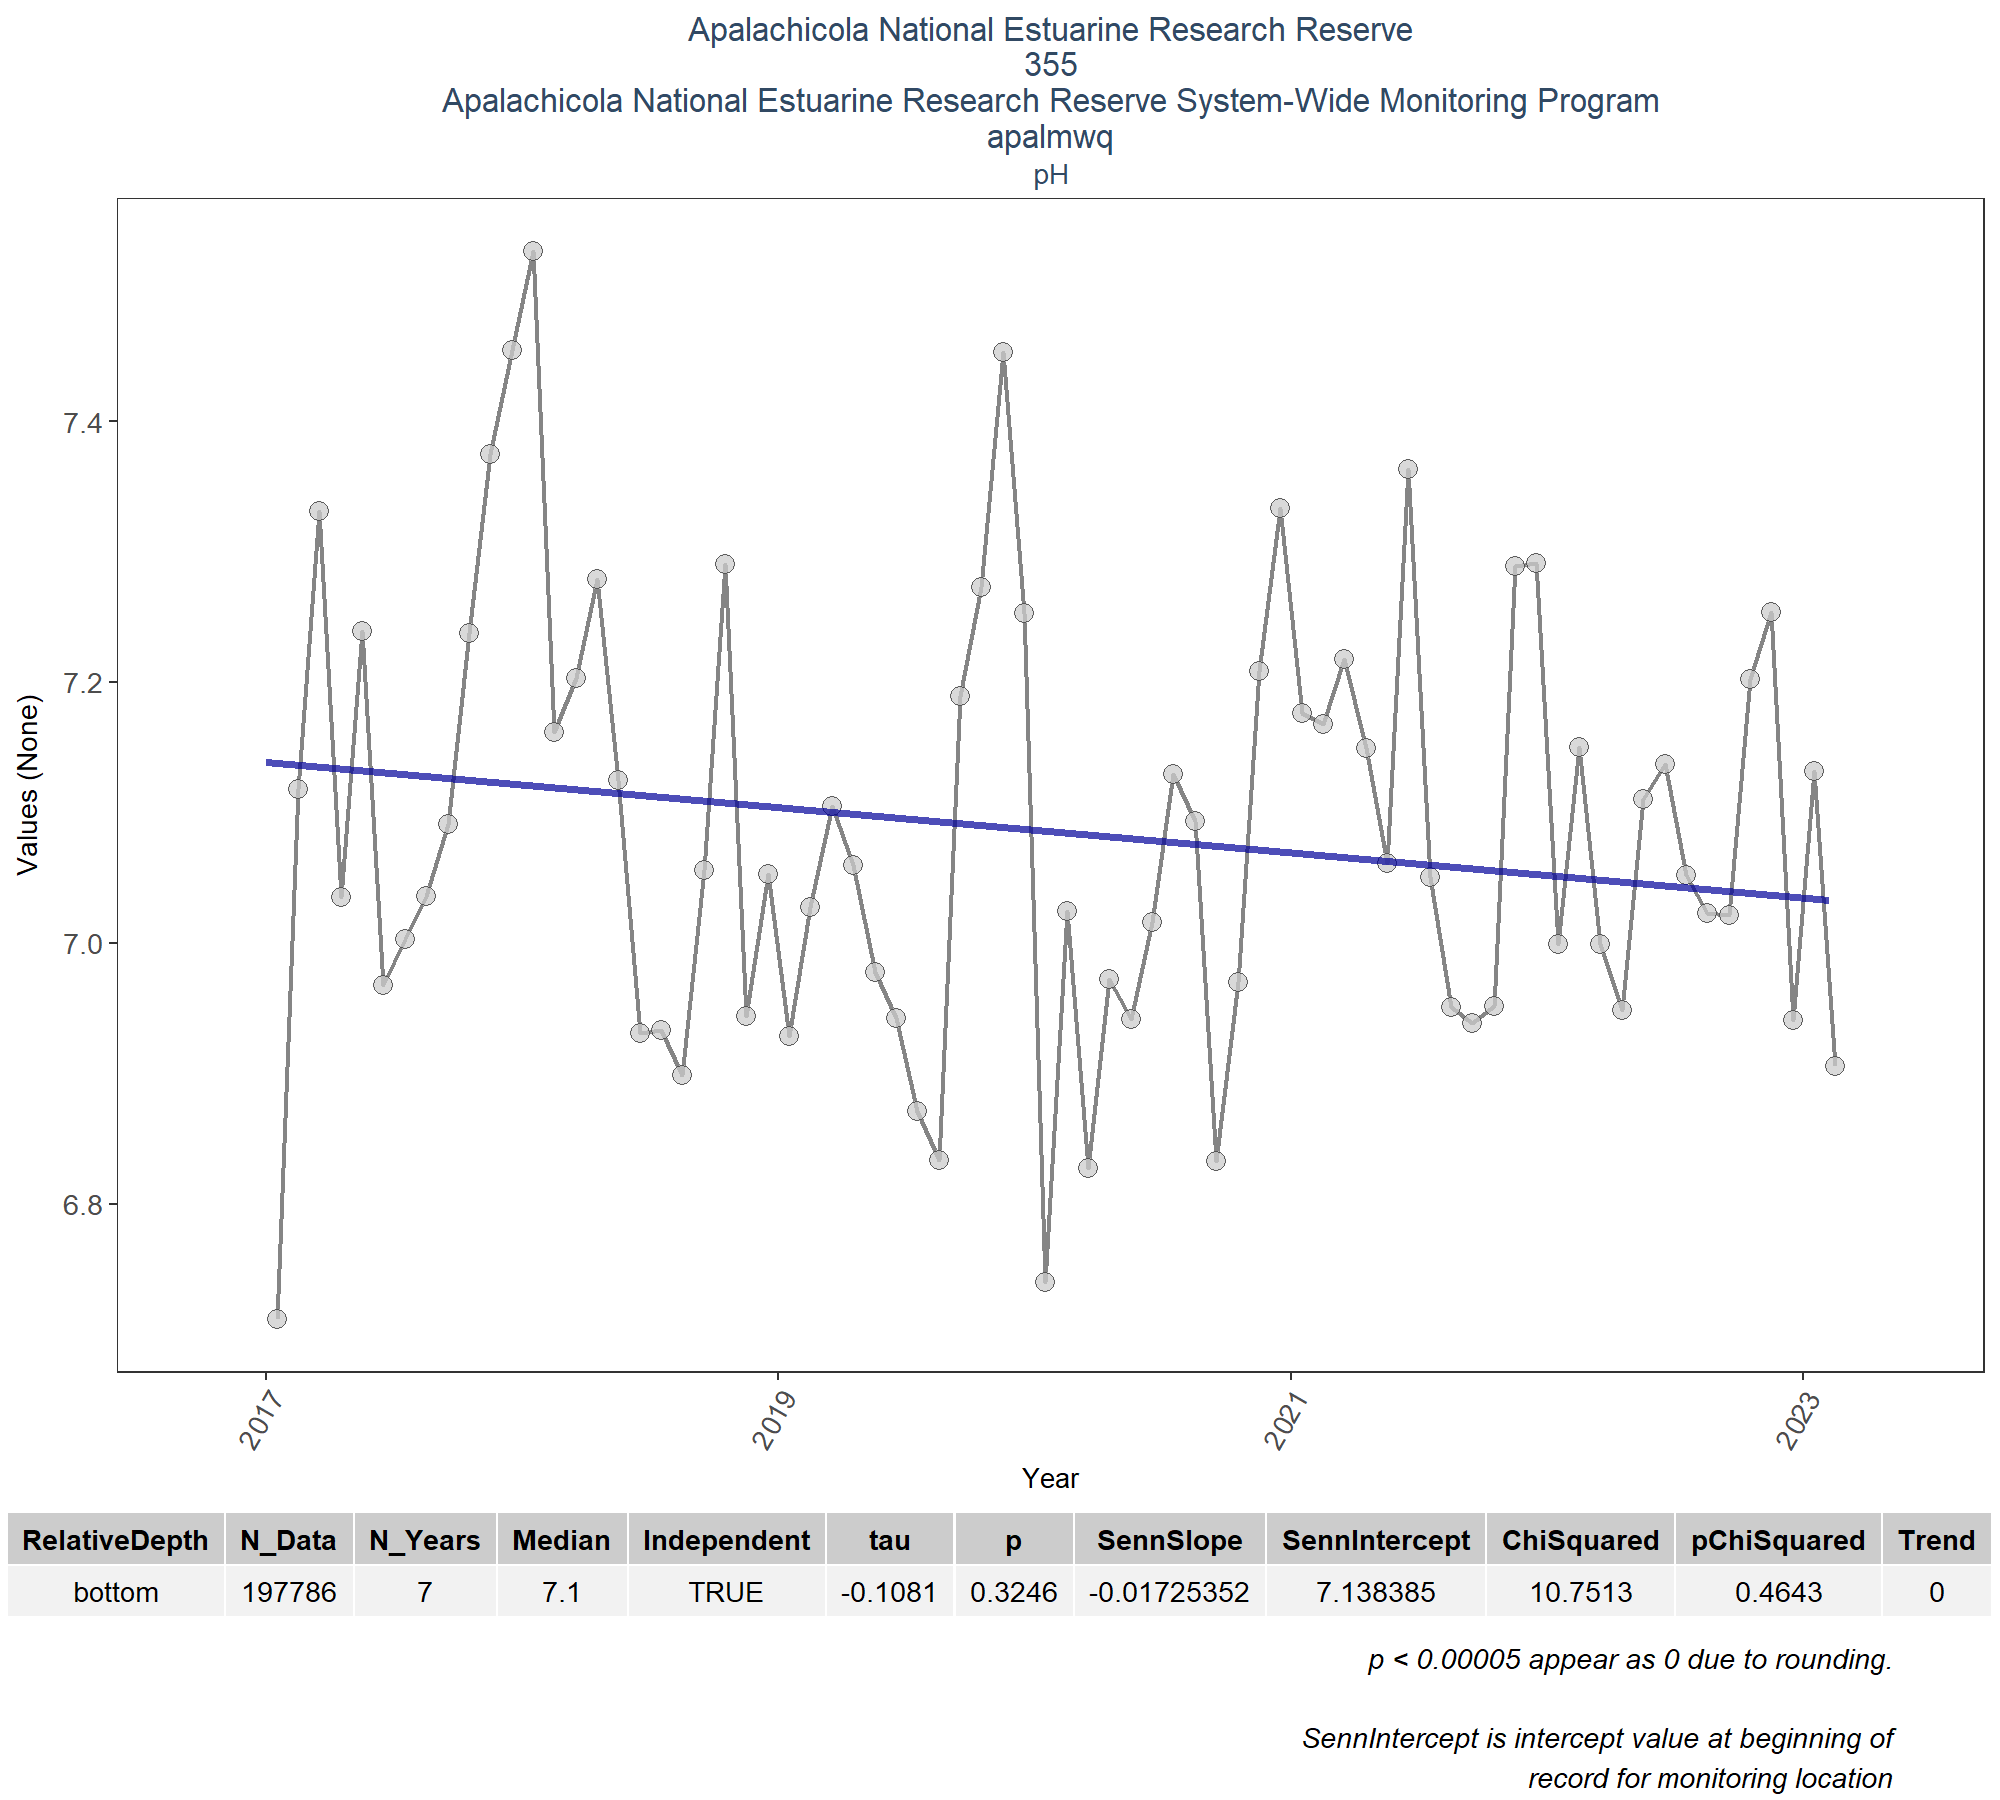 Apalachicola National Estuarine Research Reserve
355
Apalachicola National Estuarine Research Reserve System-Wide Monitoring Program
apalmwq
pH
Values (None)
7.4
7.2
7.0
6.8
2017 2019 2021 2023
Year
RelativeDepth N_Data N_Years Median Independent tau p SennSlope SennIntercept ChiSquared pChiSquared Trend
bottom 197786 7 7.1 TRUE -0.1081 0.3246 -0.01725352 7.138385 10.7513 0.4643 0
p < 0.00005 appear as 0 due to rounding.
SennIntercept is intercept value at beginning of
record for monitoring location